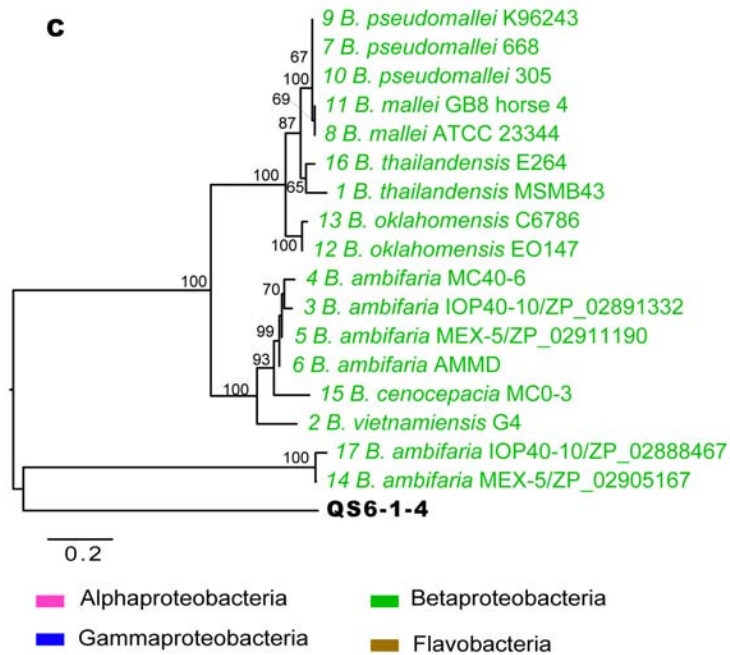 C
9 B. pseudomallei K96243
7 B. pseudomallei 668
67
10 B. pseudomallei 305
100
69
11 B. mallei GB8 horse 4
87
8 B. mallei ATCC 23344
16 B. thailandensis E264
100
65
1 B. thailandensis MSMB43
13 B. oklahomensis C6786
100
12 B. oklahomensis EO147
100
4 B. ambifaria MC40-6
70
3 B. ambifaria IOP40-10/ZP_02891332
99
5 B. ambifaria MEX-5/ZP_02911190
93
6 B. ambifaria AMMD
100
15 B. cenocepacia MC0-3
2 B. vietnamiensis G4
100
17 B. ambifaria IOP40-10/ZP_02888467
14 B. ambifaria MEX-5/ZP_02905167
QS6-1-4
0.2
Alphaproteobacteria
Betaproteobacteria
Gammaproteobacteria
Flavobacteria